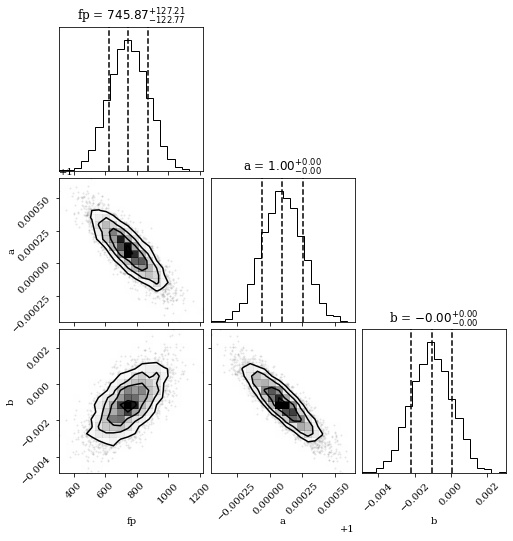 fp = 745.87+127.21
−122.77
+1
a = 1.00+0.00
−0.00
a
0.00050
0.00025
0.00000
−0.00025
b = −0.00+0.00
−0.00
b
0.002
0.000
−0.002
−0.004
400 600 800 1000 1200
−0.00025 0.00000 0.00025 0.00050
−0.004 −0.002 0.000 0.002
fp a b
+1